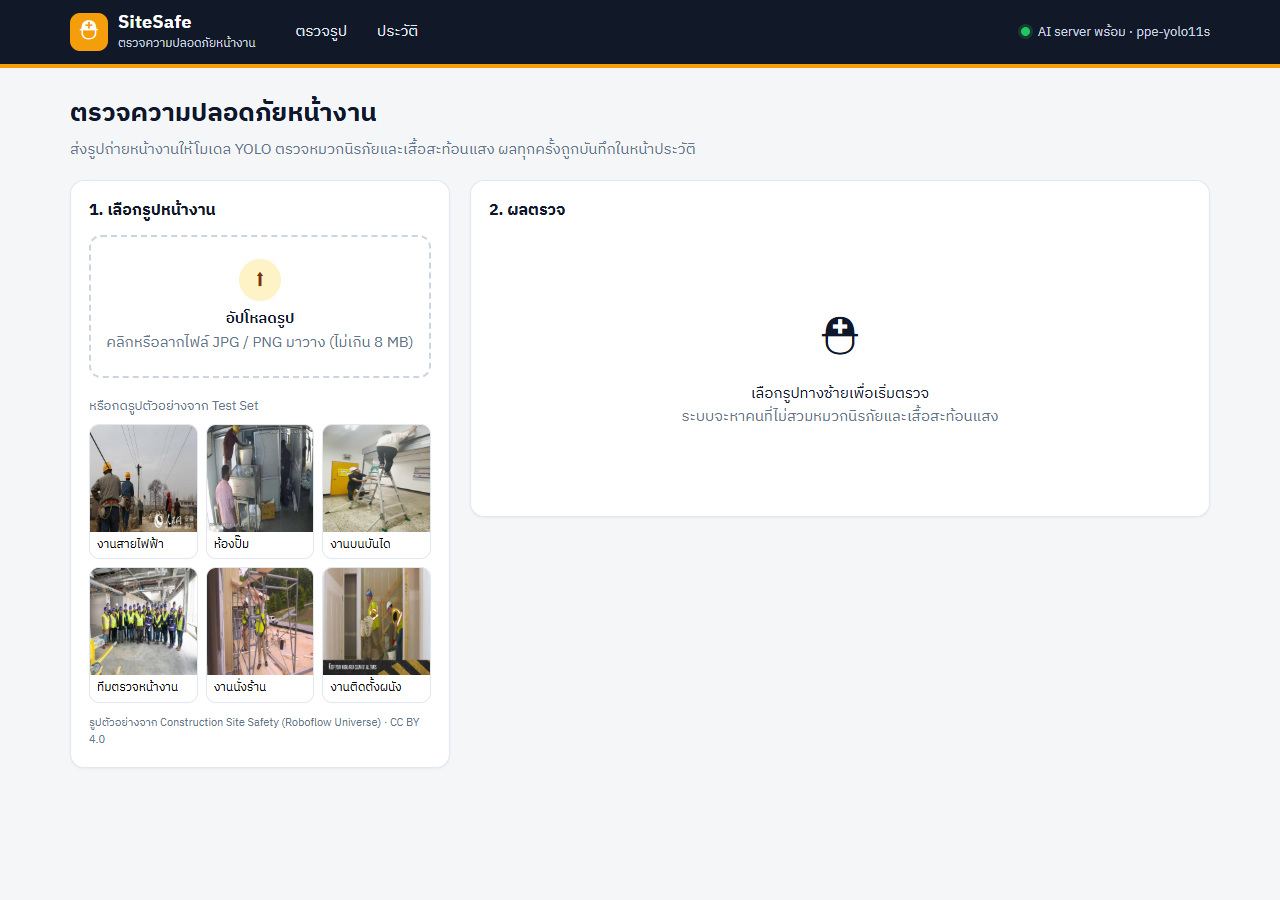 SiteSafe
ตรวจความปลอดภัยหน้างาน
ตรวจรูป
ประวัติ
AI server พร้อม · ppe-yolo11s
ตรวจความปลอดภัยหน้างาน
ส่งรูปถ่ายหน้างานให้โมเดล YOLO ตรวจหมวกนิรภัยและเสื้อสะท้อนแสง ผลทุกครั้งถูกบันทึกในหน้าประวัติ
1. เลือกรูปหน้างาน
อัปโหลดรูป
คลิกหรือลากไฟล์ JPG / PNG มาวาง (ไม่เกิน 8 MB)
หรือกดรูปตัวอย่างจาก Test Set
งานสายไฟฟ้า
ห้องปั๊ม
งานบนบันได
ทีมตรวจหน้างาน
งานนั่งร้าน
งานติดตั้งผนัง
รูปตัวอย่างจาก Construction Site Safety (Roboflow Universe) · CC BY
4.0
2. ผลตรวจ
เลือกรูปทางซ้ายเพื่อเริ่มตรวจ
ระบบจะหาคนที่ไม่สวมหมวกนิรภัยและเสื้อสะท้อนแสง